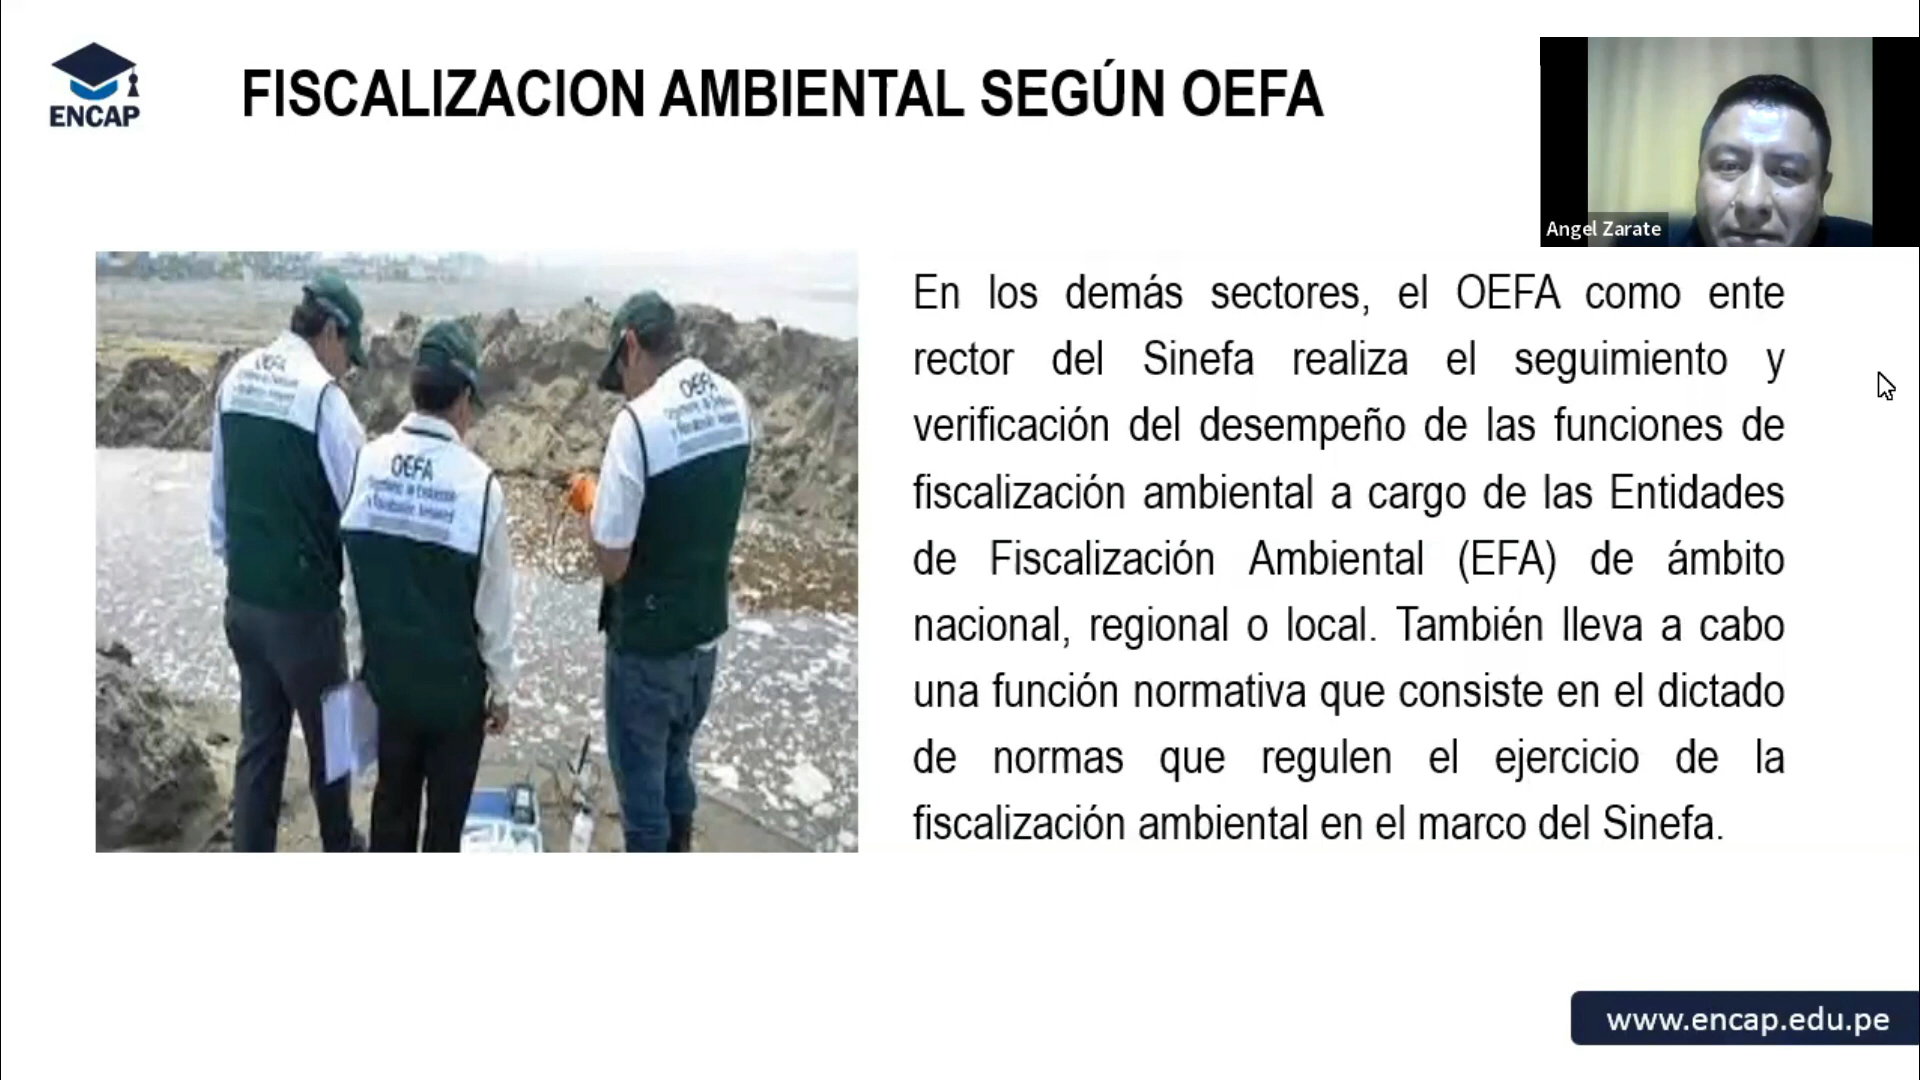 ENCAP
FISCALIZACION AMBIENTAL SEGÚN OEFA
Angel Zarate
En los demás sectores, el OEFA como ente
rector del Sinefa realiza el seguimiento y
verificación del desempeño de las funciones de
fiscalización ambiental a cargo de las Entidades
de Fiscalización Ambiental (EFA) de ámbito
nacional, regional o local. También lleva a cabo
una función normativa que consiste en el dictado
de normas que regulen el ejercicio de la
fiscalización ambiental en el marco del Sinefa.
OEFA
OEFA
OEFA
www.encap.edu.pe